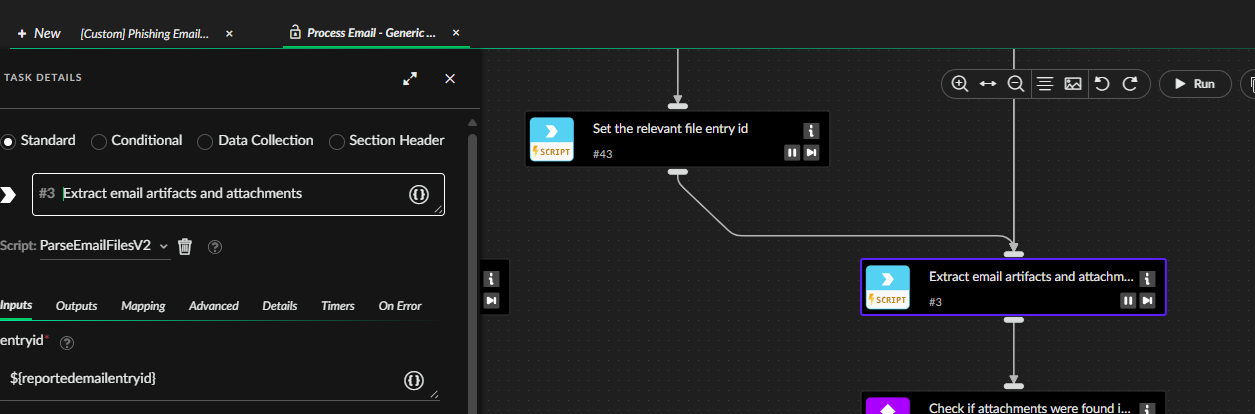 + New
[Custom] Phishing Email...
×
Process Email - Generic ...
×
TASK DETAILS
Standard
Conditional
Data Collection
Section Header
#3 Extract email artifacts and attachments
Script: ParseEmailFilesV2
Inputs
Outputs
Mapping
Advanced
Details
Timers
On Error
entryid*
${reportedemailentryid}
Run
Set the relevant file entry id
SCRIPT
#43
Extract email artifacts and attachm...
SCRIPT
#3
Check if attachments were found i...